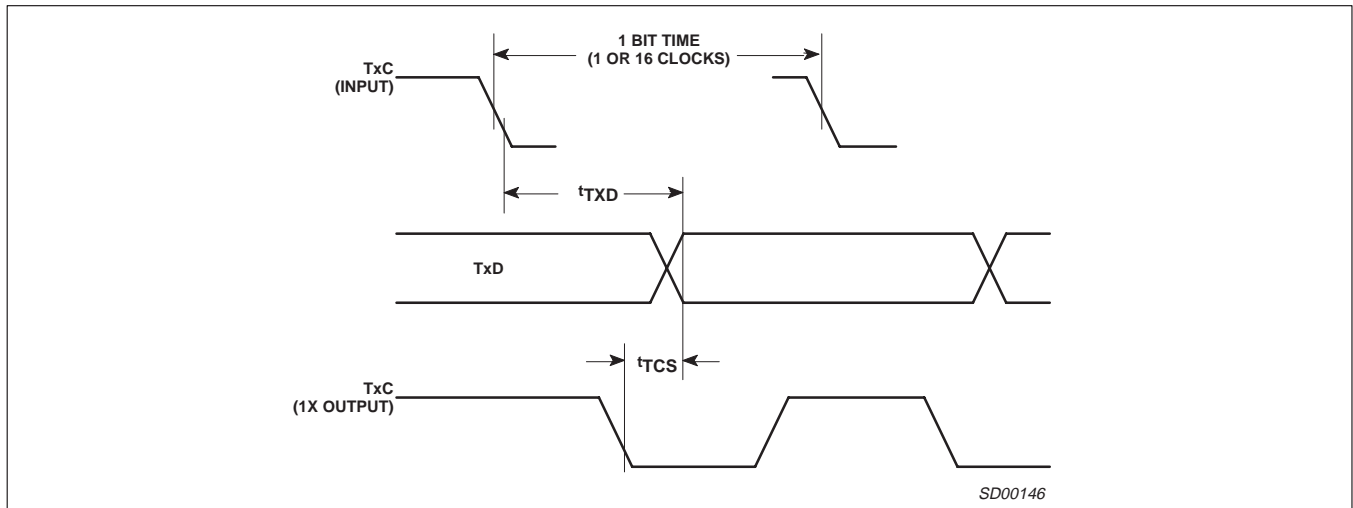 1 BIT TIME
(1 OR 16 CLOCKS)
TxC
(INPUT)
tTXD
TxD
tTCS
TxC
(1X OUTPUT)
SD00146